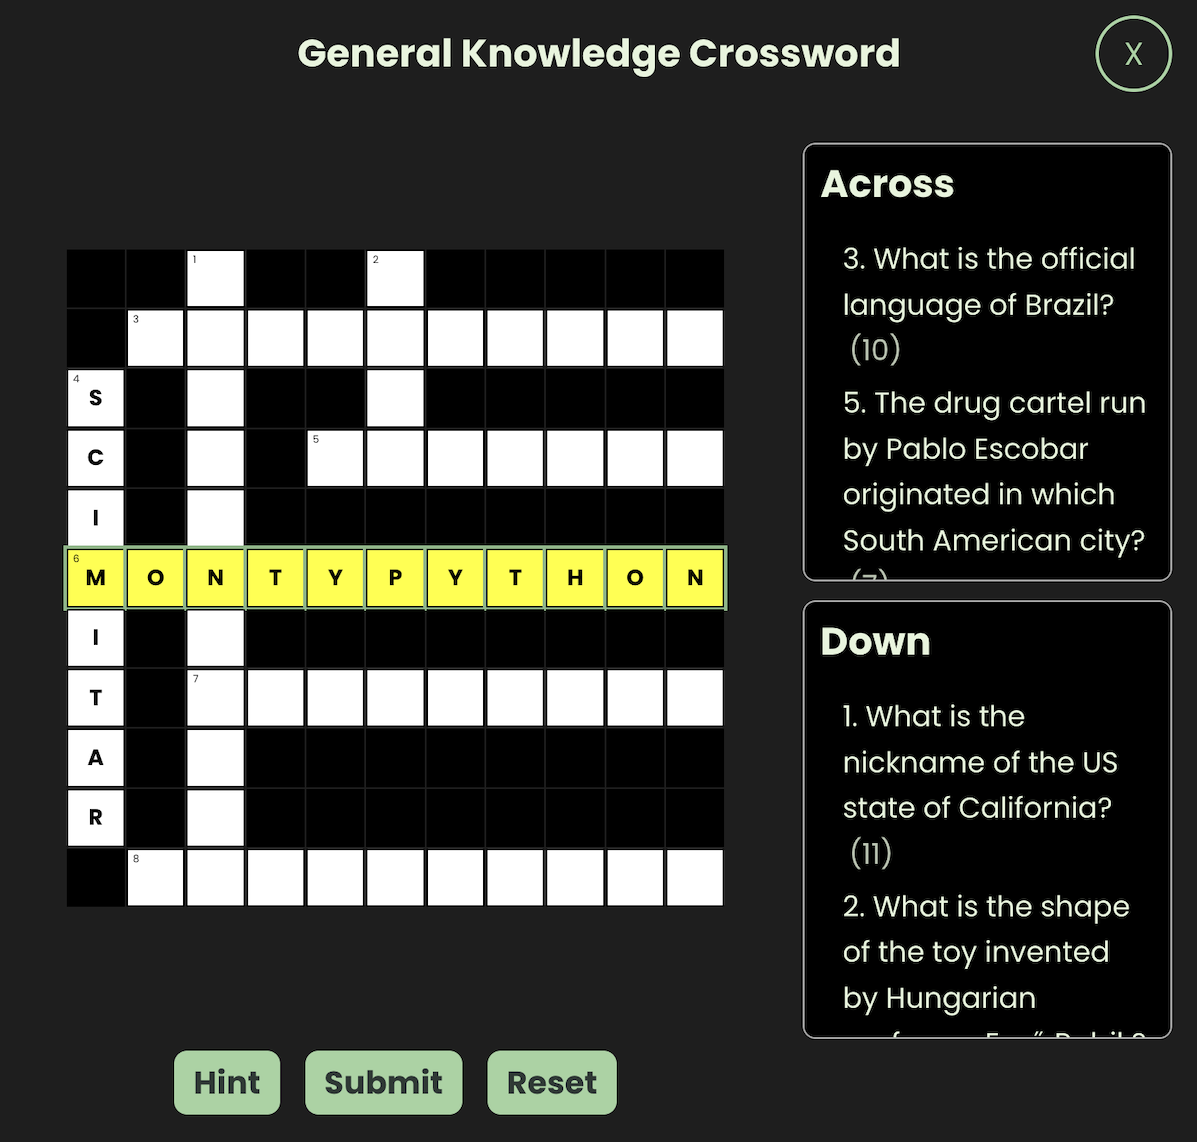 General Knowledge Crossword
X
1 2
3
4 S
C 5
I
6 M O N T Y P Y T H O N
I
T 7
A
R
8
Across
3. What is the official
language of Brazil?
(10)
5. The drug cartel run
by Pablo Escobar
originated in which
South American city?
(7)
Down
1. What is the
nickname of the US
state of California?
(11)
2. What is the shape
of the toy invented
by Hungarian
Hint Submit Reset